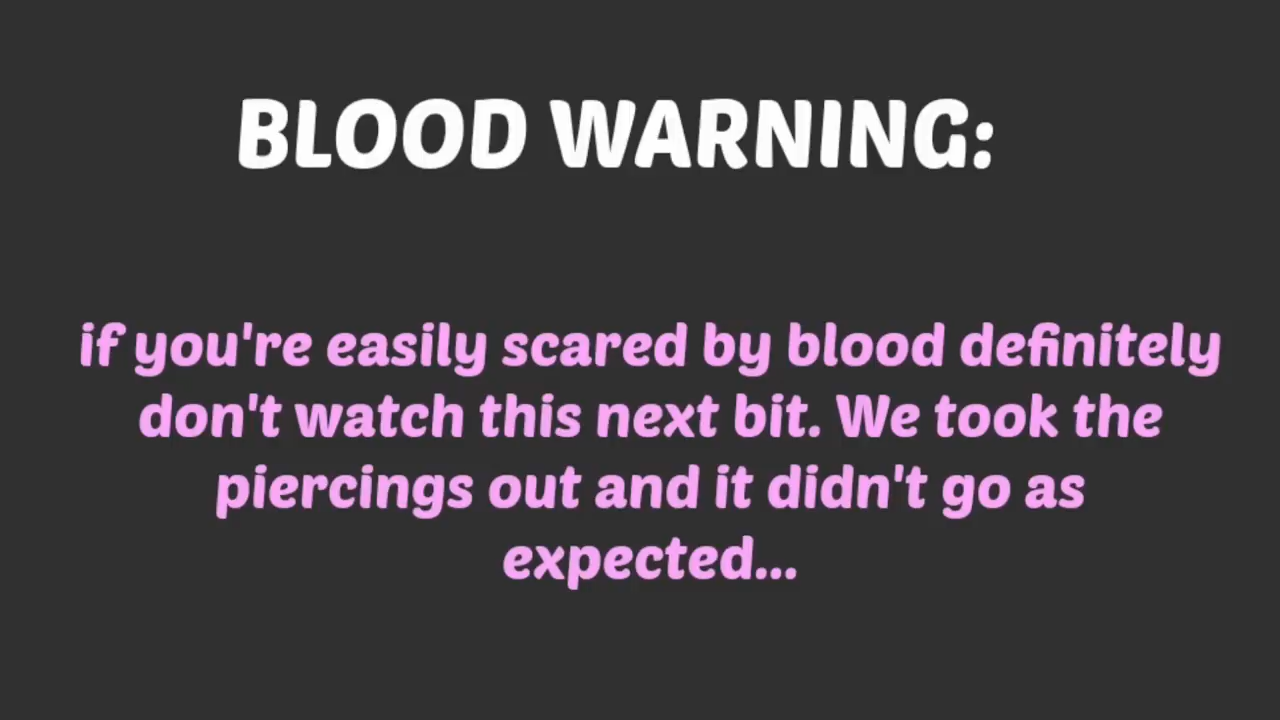 BLOOD WARNING:
if you're easily scared by blood definitely
don't watch this next bit. We took the
piercings out and it didn't go as
expected...